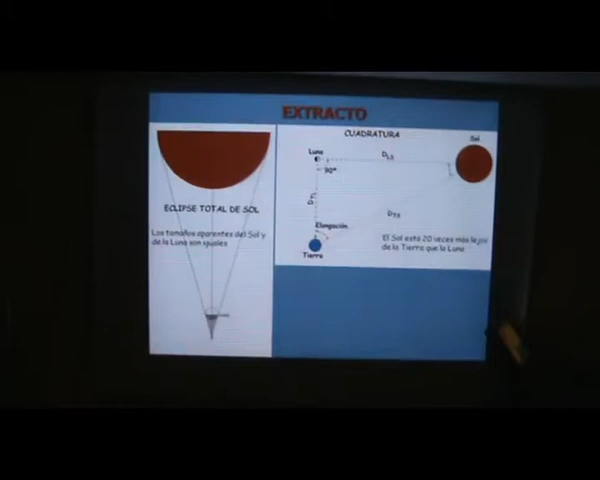 EXTRACTO
ECLIPSE TOTAL DE SOL
Los tamaños aparentes del Sol y
de la Luna son iguales
CUADRATURA
Sol
Luna
90°
Elongación
Tierra
El Sol está 20 veces más lejos
de la Tierra que la Luna